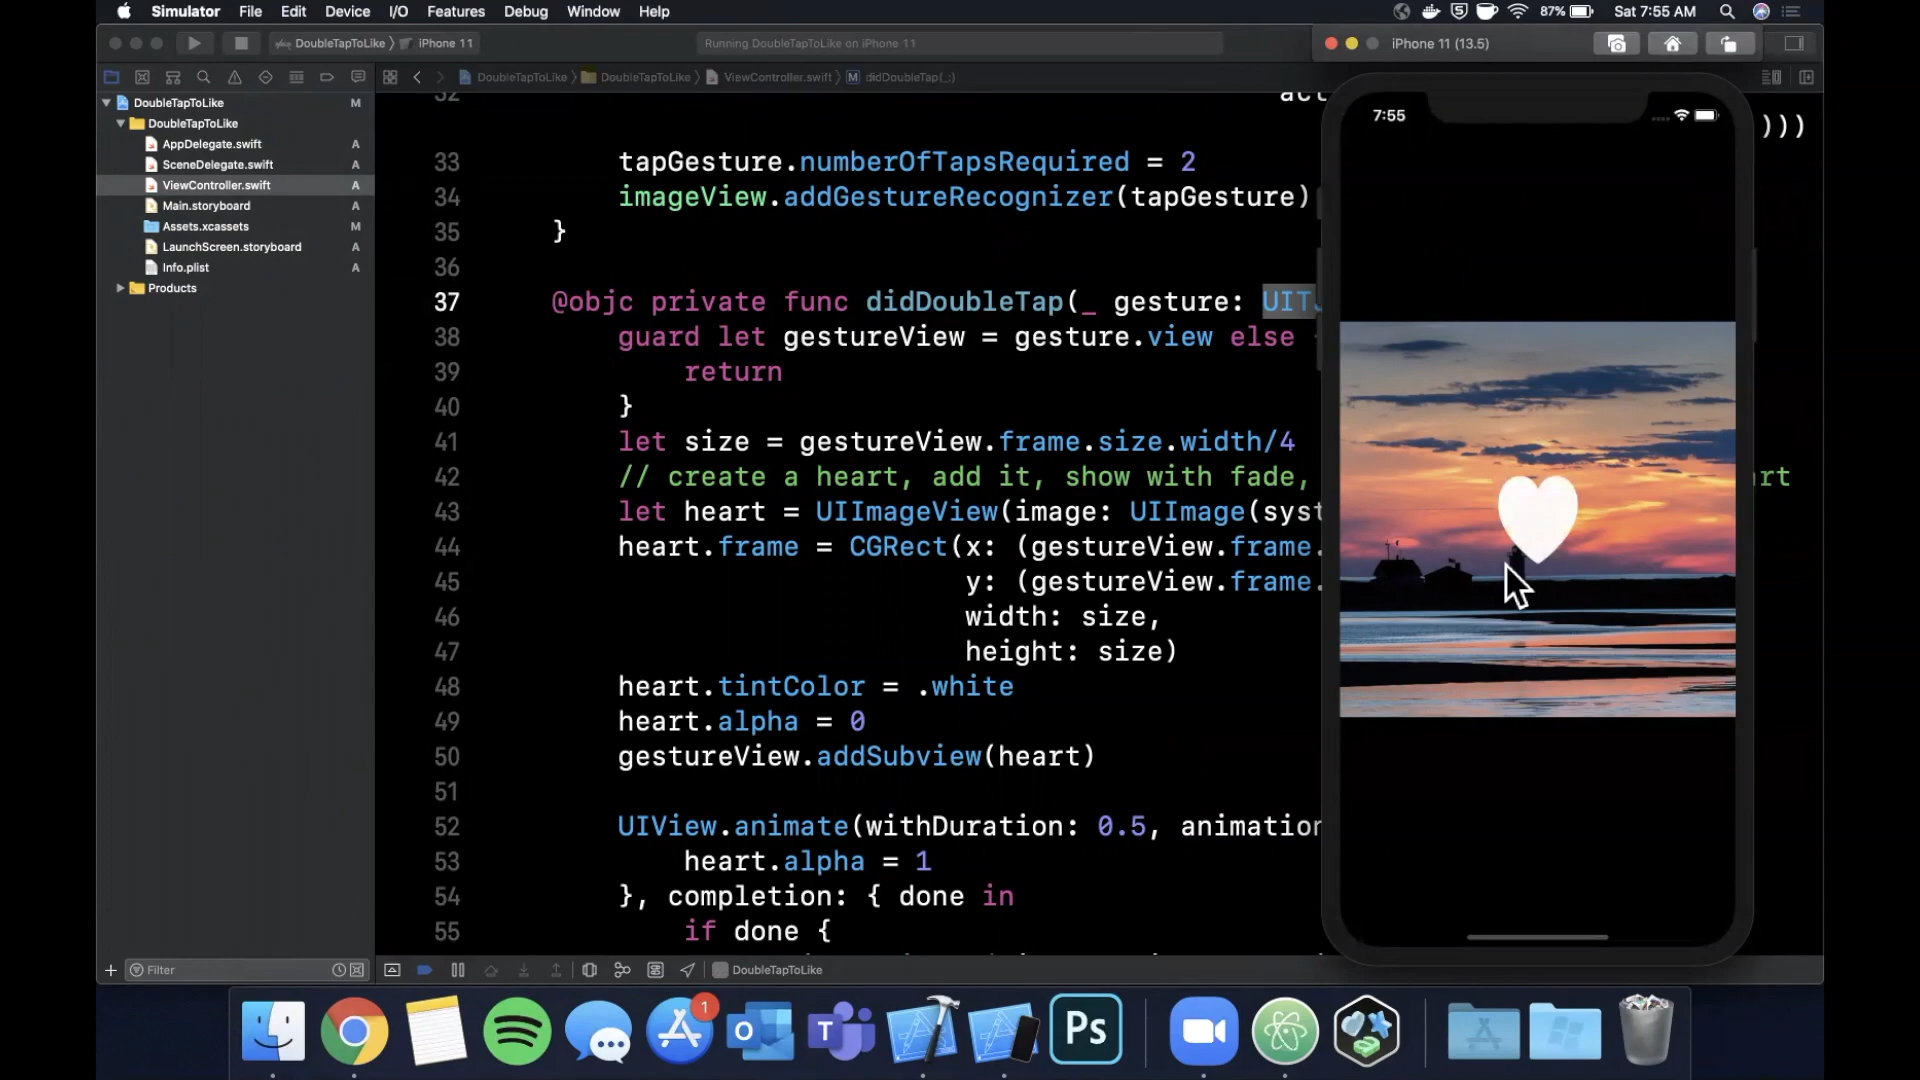 Simulator File Edit Device I/O Features Debug Window Help 87% Sat 7:55 AM
DoubleTapToLike iPhone 11 Running DoubleTapToLike on iPhone 11 iPhone 11 (13.5)
DoubleTapToLike DoubleTapToLike ViewController.swift M didDoubleTap(_:)
DoubleTapToLike M
DoubleTapToLike
AppDelegate.swift A
SceneDelegate.swift A
ViewController.swift A
Main.storyboard A
Assets.xcassets M
LaunchScreen.storyboard A
Info.plist A
Products
Filter
32 act )))
33 tapGesture.numberOfTapsRequired = 2
34 imageView.addGestureRecognizer(tapGesture)
35 }
36
37 @objc private func didDoubleTap(_ gesture: UIT
38 guard let gestureView = gesture.view else
39 return
40 }
41 let size = gestureView.frame.size.width/4
42 // create a heart, add it, show with fade, rt
43 let heart = UIImageView(image: UIImage(syst
44 heart.frame = CGRect(x: (gestureView.frame.
45 y: (gestureView.frame.
46 width: size,
47 height: size)
48 heart.tintColor = .white
49 heart.alpha = 0
50 gestureView.addSubview(heart)
51
52 UIView.animate(withDuration: 0.5, animation
53 heart.alpha = 1
54 }, completion: { done in
55 if done {
7:55
DoubleTapToLike
1
Ps